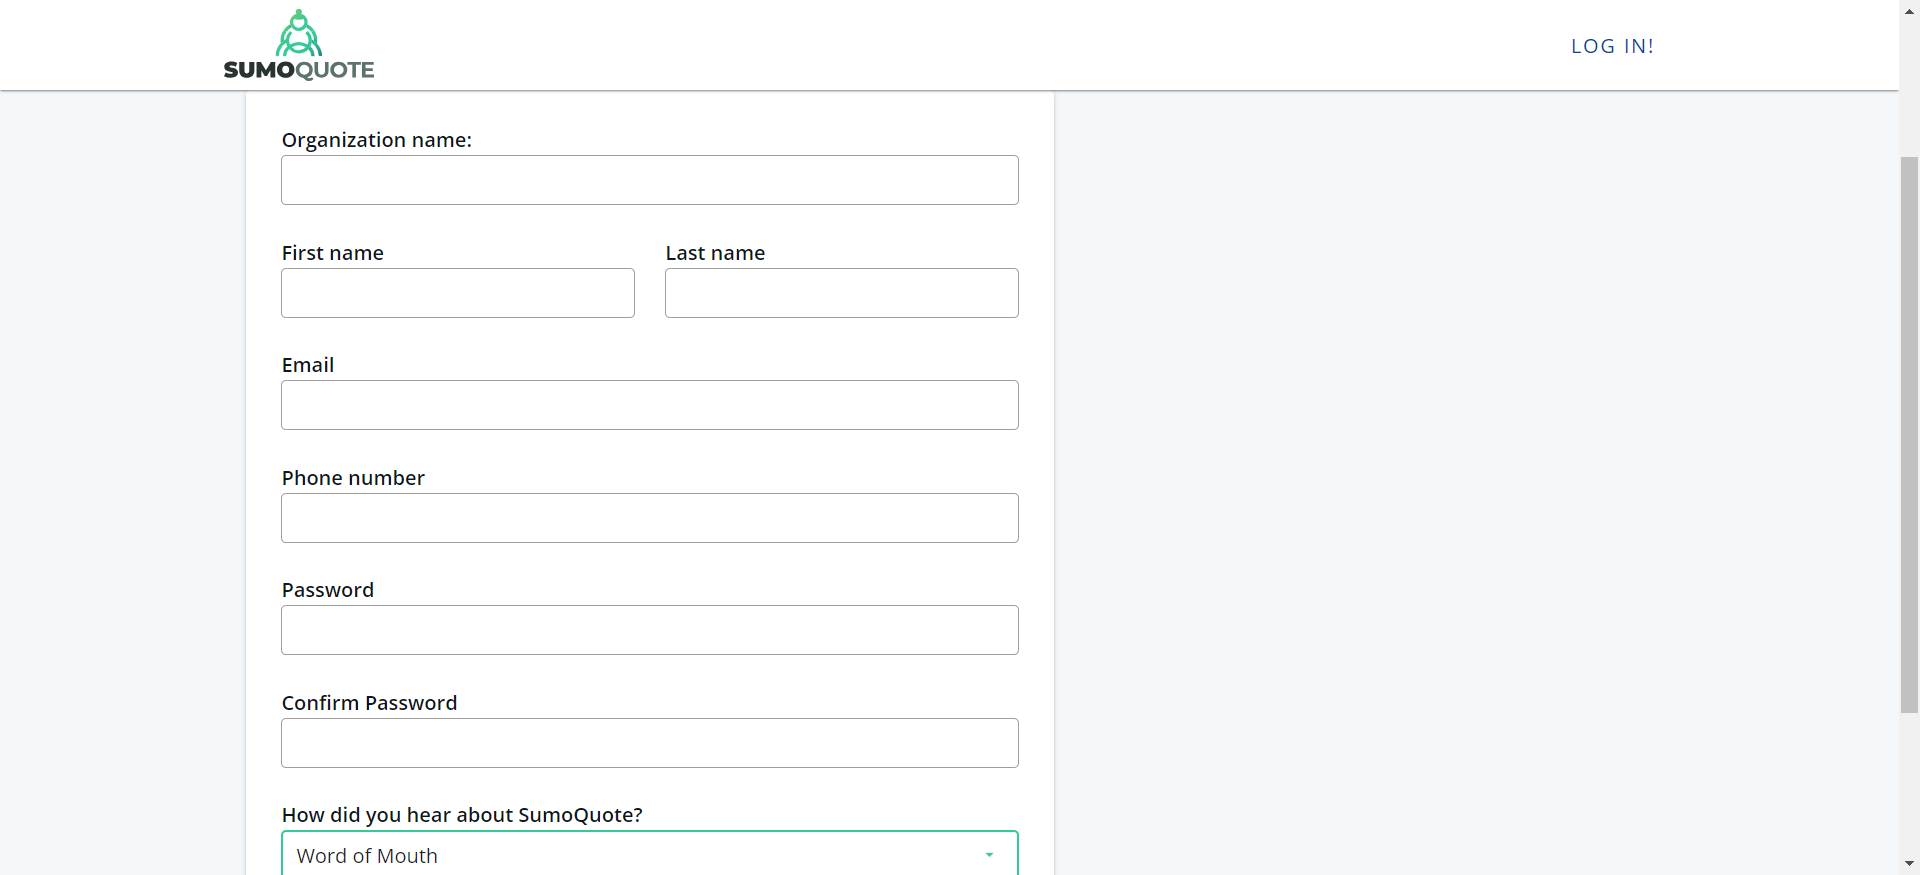 SUMOQUOTE
LOG IN!
Organization name:
First name
Last name
Email
Phone number
Password
Confirm Password
How did you hear about SumoQuote?
Word of Mouth